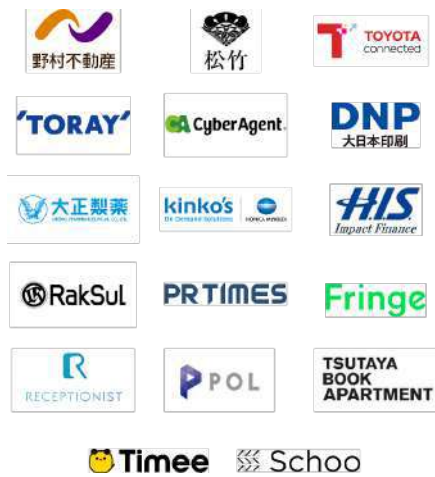 野村不動産
松竹
TOYOTA
connected
'TORAY'
CyberAgent.
DNP
大日本印刷
大正製薬
kinko's
On Demand Solutions
KONICA MINOLTA
H.I.S.
Impact Finance
RakSul
PR TIMES
Fringe
RECEPTIONIST
POL
TSUTAYA
BOOK
APARTMENT
Timee
Schoo